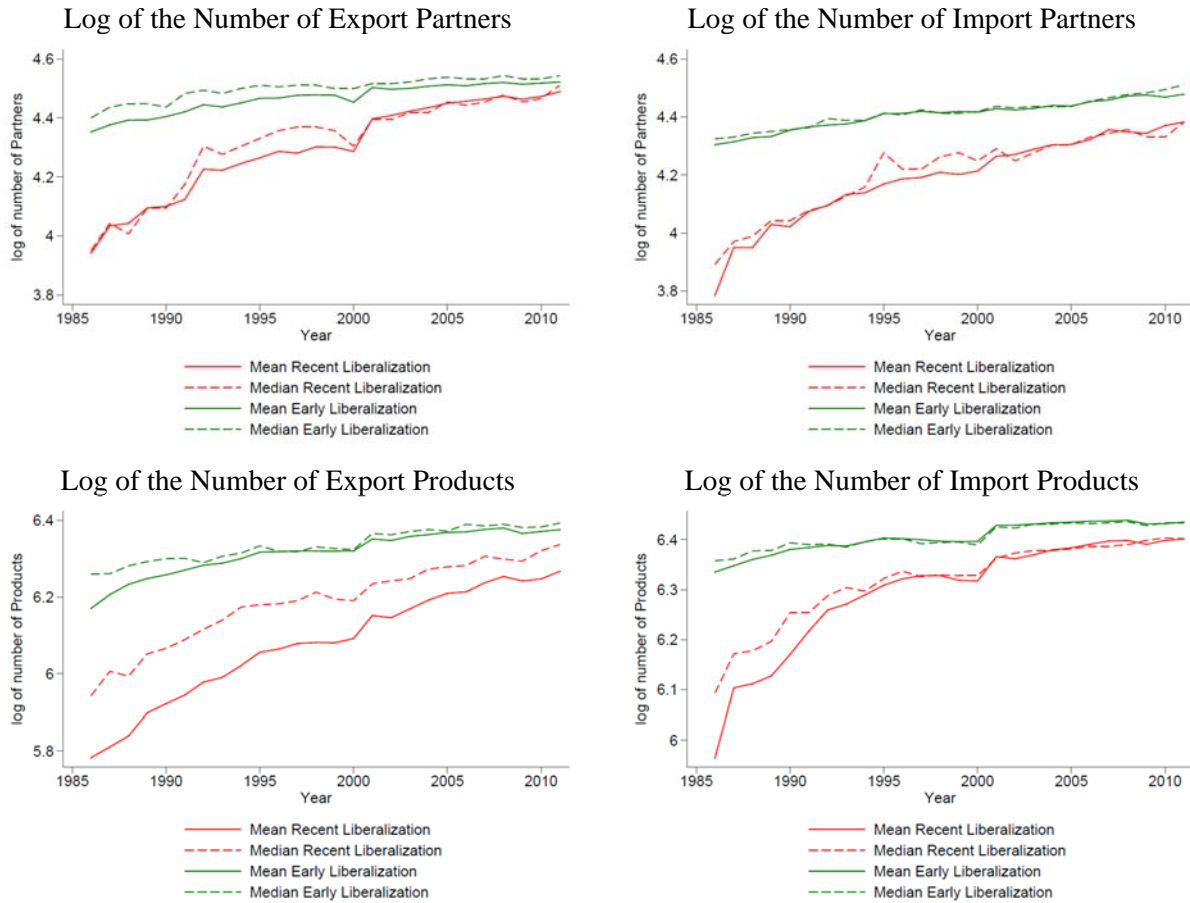 Log of the Number of Export Partners
log of number of Partners
4.6
4.4
4.2
4
3.8
1985 1990 1995 2000 2005 2010
Year
Mean Recent Liberalization
Median Recent Liberalization
Mean Early Liberalization
Median Early Liberalization
Log of the Number of Import Partners
log of number of Partners
4.6
4.4
4.2
4
3.8
1985 1990 1995 2000 2005 2010
Year
Mean Recent Liberalization
Median Recent Liberalization
Mean Early Liberalization
Median Early Liberalization
Log of the Number of Export Products
log of number of Products
6.4
6.2
6
5.8
1985 1990 1995 2000 2005 2010
Year
Mean Recent Liberalization
Median Recent Liberalization
Mean Early Liberalization
Median Early Liberalization
Log of the Number of Import Products
log of number of Products
6.4
6.3
6.2
6.1
6
1985 1990 1995 2000 2005 2010
Year
Mean Recent Liberalization
Median Recent Liberalization
Mean Early Liberalization
Median Early Liberalization